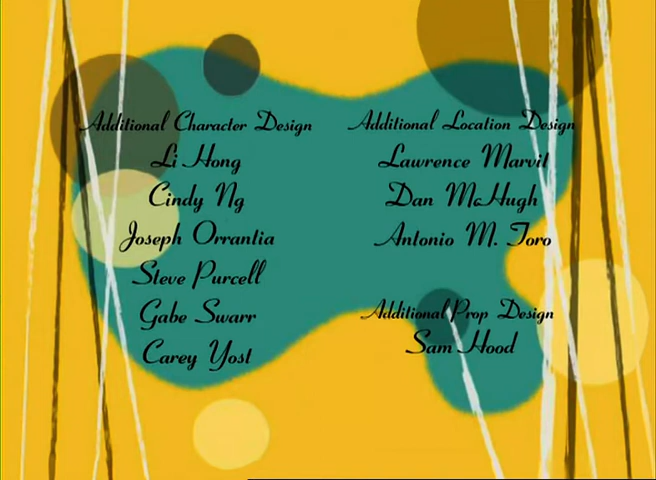 Additional Character Design
Li Hong
Cindy Ng
Joseph Orrantia
Steve Purcell
Gabe Swarr
Carey Yost
Additional Location Design
Lawrence Marvit
Dan McHugh
Antonio M. Toro
Additional Prop Design
Sam Hood